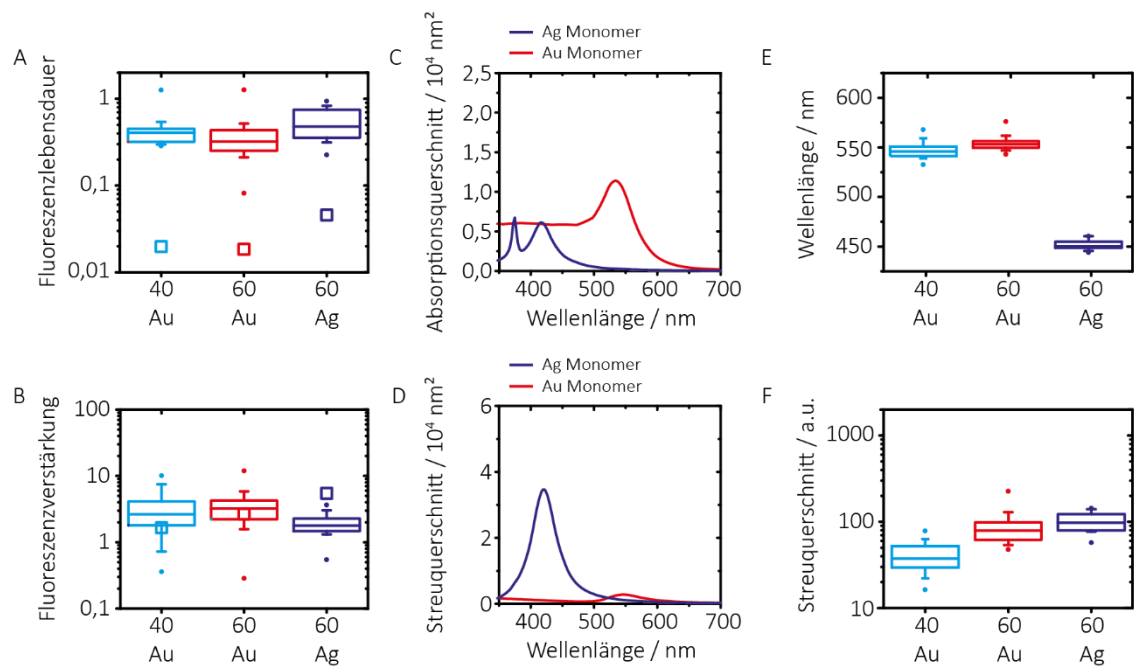 A
Fluoreszenzlebensdauer
1
0,1
0,01
40 60 60
Au Au Ag
C
Ag Monomer
Au Monomer
Absorptionsquerschnitt / 10⁴ nm²
2,5
2,0
1,5
1,0
0,5
0,0
400 500 600 700
Wellenlänge / nm
E
Wellenlänge / nm
600
550
500
450
40 60 60
Au Au Ag
B
Fluoreszenzverstärkung
100
10
1
0,1
40 60 60
Au Au Ag
D
Ag Monomer
Au Monomer
Streuquerschnitt / 10⁴ nm²
6
4
2
0
400 500 600 700
Wellenlänge / nm
F
Streuquerschnitt / a.u.
1000
100
10
40 60 60
Au Au Ag